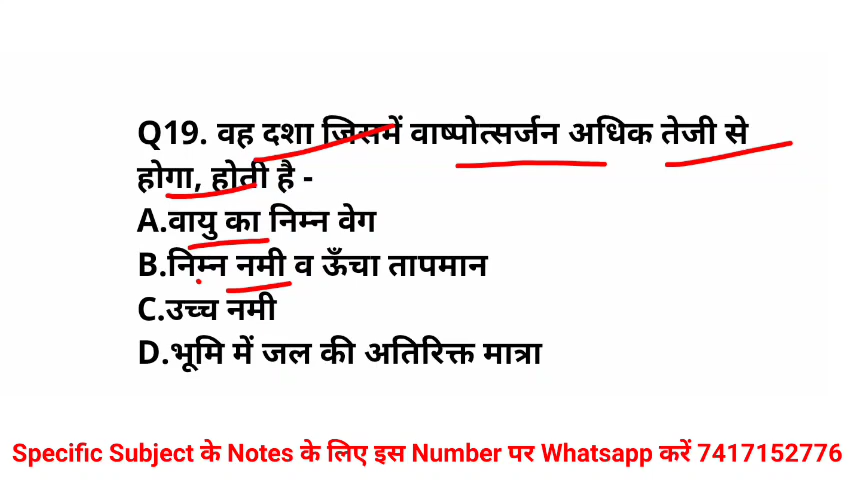 Q19. वह दशा जिसमें वाष्पोत्सर्जन अधिक तेजी से
होगा, होती है -
A.वायु का निम्न वेग
B.निम्न नमी व ऊँचा तापमान
C.उच्च नमी
D.भूमि में जल की अतिरिक्त मात्रा
Specific Subject के Notes के लिए इस Number पर Whatsapp करें 7417152776